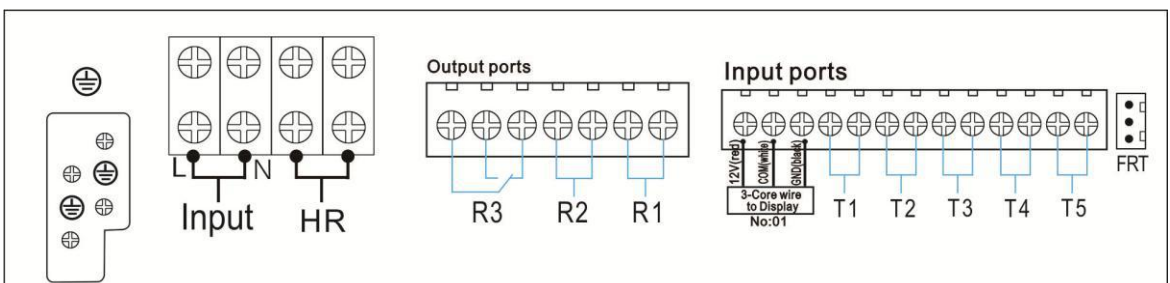 Output ports
Input ports
L N
Input
HR
R3 R2 R1
12V(red)
COM(white)
GND(black)
3-Core wire
to Display
No:01
T1 T2 T3 T4 T5
FRT